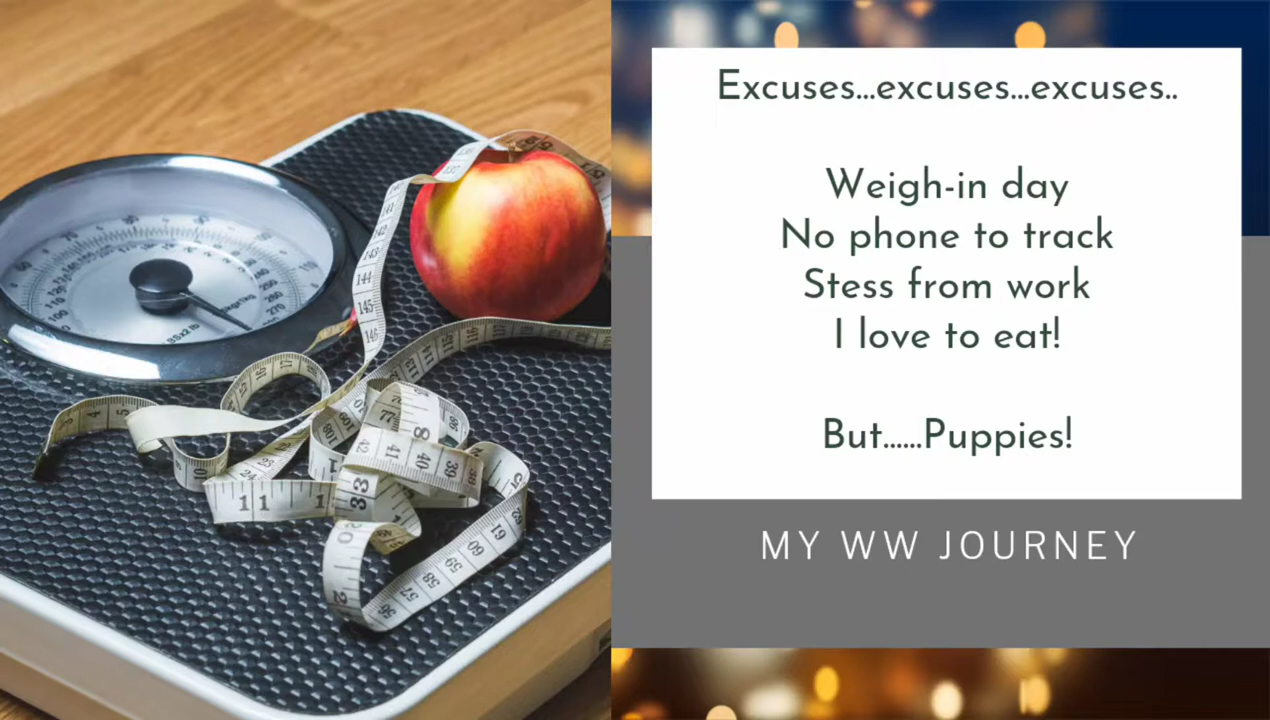 Excuses...excuses...excuses..
Weigh-in day
No phone to track
Stess from work
I love to eat!
But......Puppies!
MY WW JOURNEY